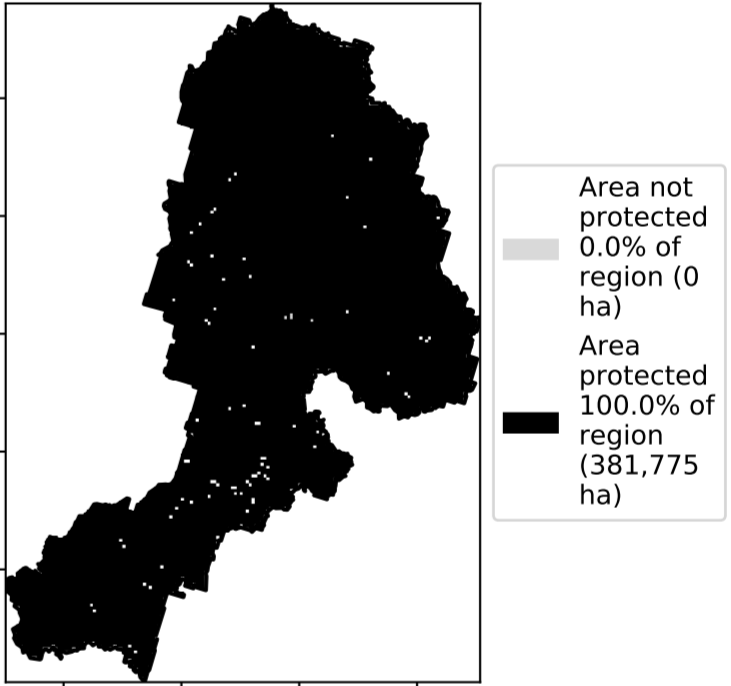 Area not
protected
0.0% of
region (0
ha)
Area
protected
100.0% of
region
(381,775
ha)